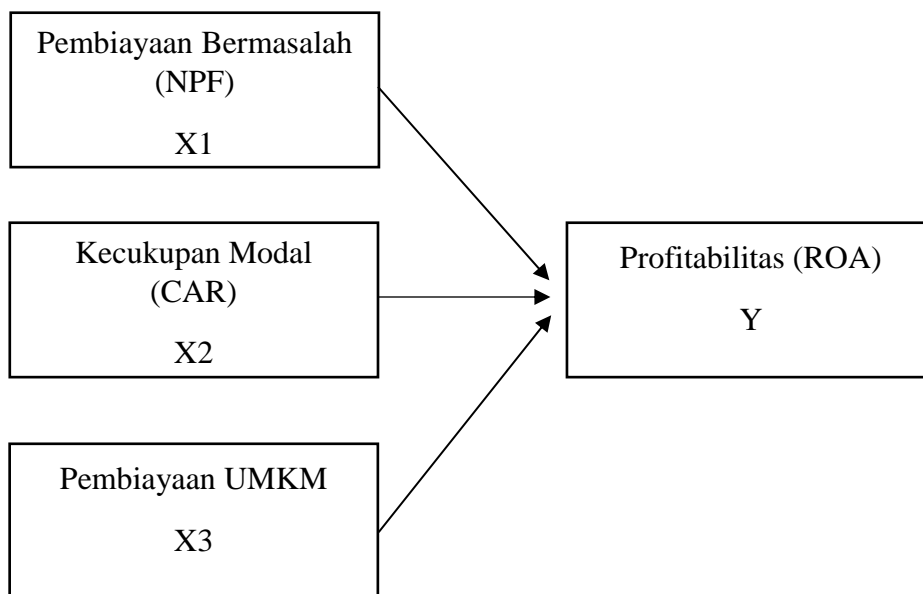 Pembiayaan Bermasalah
(NPF)
X1
Kecukupan Modal
(CAR)
X2
Profitabilitas (ROA)
Y
Pembiayaan UMKM
X3